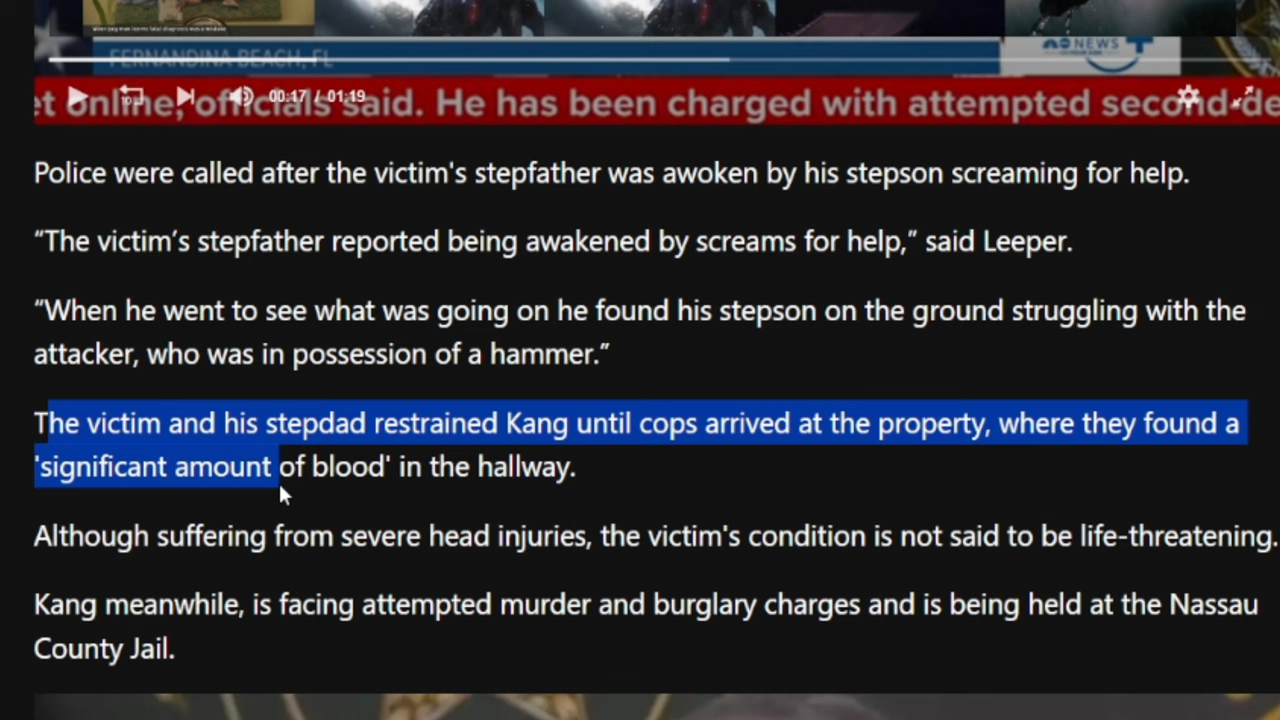 FERNANDINA BEACH, FL
NEWS
et online, officials said. He has been charged with attempted second-de
00:17 / 01:19
Police were called after the victim's stepfather was awoken by his stepson screaming for help.
“The victim’s stepfather reported being awakened by screams for help,” said Leeper.
“When he went to see what was going on he found his stepson on the ground struggling with the
attacker, who was in possession of a hammer.”
The victim and his stepdad restrained Kang until cops arrived at the property, where they found a
'significant amount of blood' in the hallway.
Although suffering from severe head injuries, the victim's condition is not said to be life-threatening.
Kang meanwhile, is facing attempted murder and burglary charges and is being held at the Nassau
County Jail.